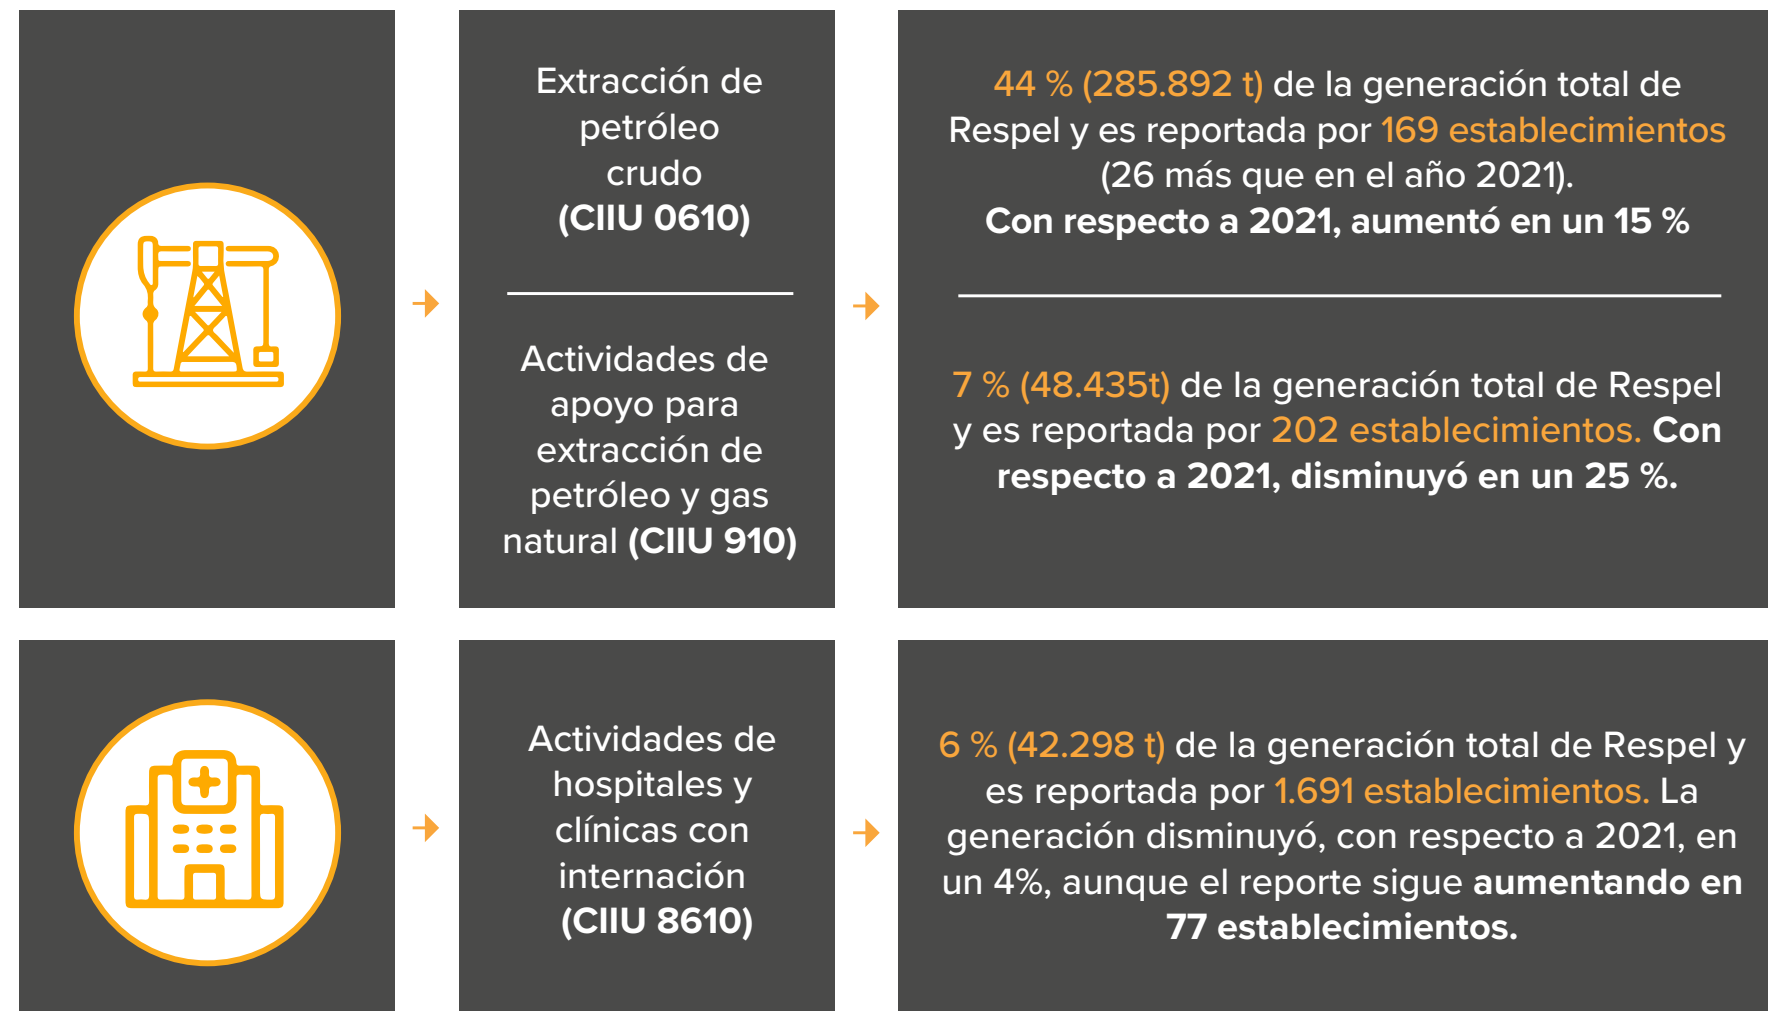 Extracción de
petróleo
crudo
(CIIU 0610)
Actividades de
apoyo para
extracción de
petróleo y gas
natural (CIIU 910)
44 % (285.892 t) de la generación total de
Respel y es reportada por 169 establecimientos
(26 más que en el año 2021).
Con respecto a 2021, aumentó en un 15 %
7 % (48.435t) de la generación total de Respel
y es reportada por 202 establecimientos. Con
respecto a 2021, disminuyó en un 25 %.
Actividades de
hospitales y
clínicas con
internación
(CIIU 8610)
6 % (42.298 t) de la generación total de Respel y
es reportada por 1.691 establecimientos. La
generación disminuyó, con respecto a 2021, en
un 4%, aunque el reporte sigue aumentando en
77 establecimientos.